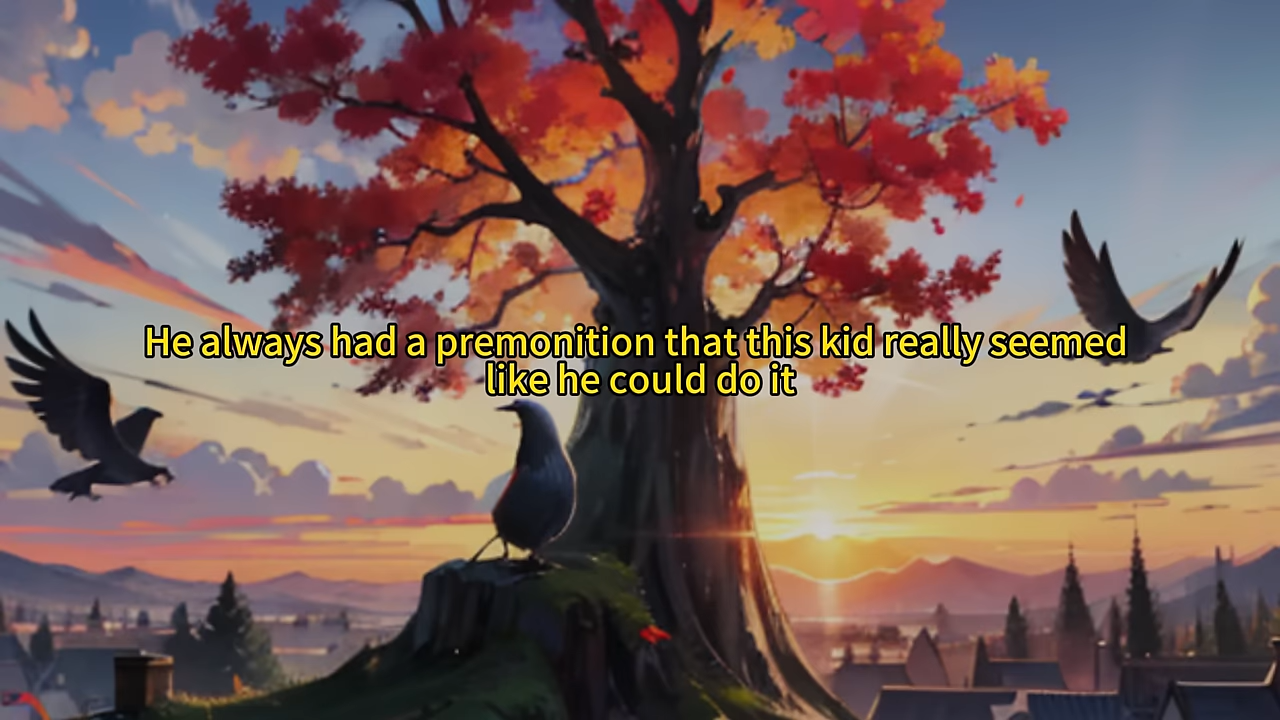 He always had a premonition that this kid really seemed
like he could do it